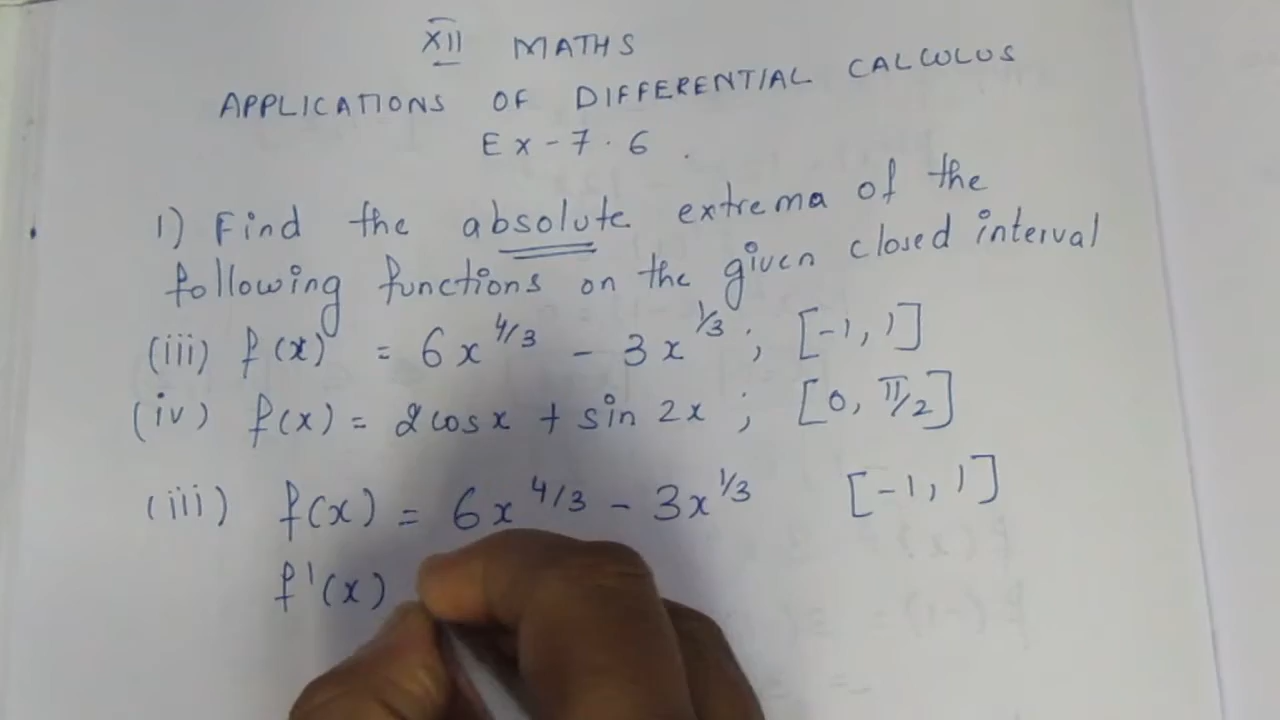 XII MATHS
APPLICATIONS OF DIFFERENTIAL CALCULUS
Ex-7.6.
1) Find the absolute extrema of the
following functions on the given closed interval
(iii) f(x) = 6x^4/3 - 3x^1/3 ; [-1, 1]
(iv) f(x) = 2cosx + sin 2x ; [0, π/2]
(iii) f(x) = 6x^4/3 - 3x^1/3 [-1, 1]
f'(x)